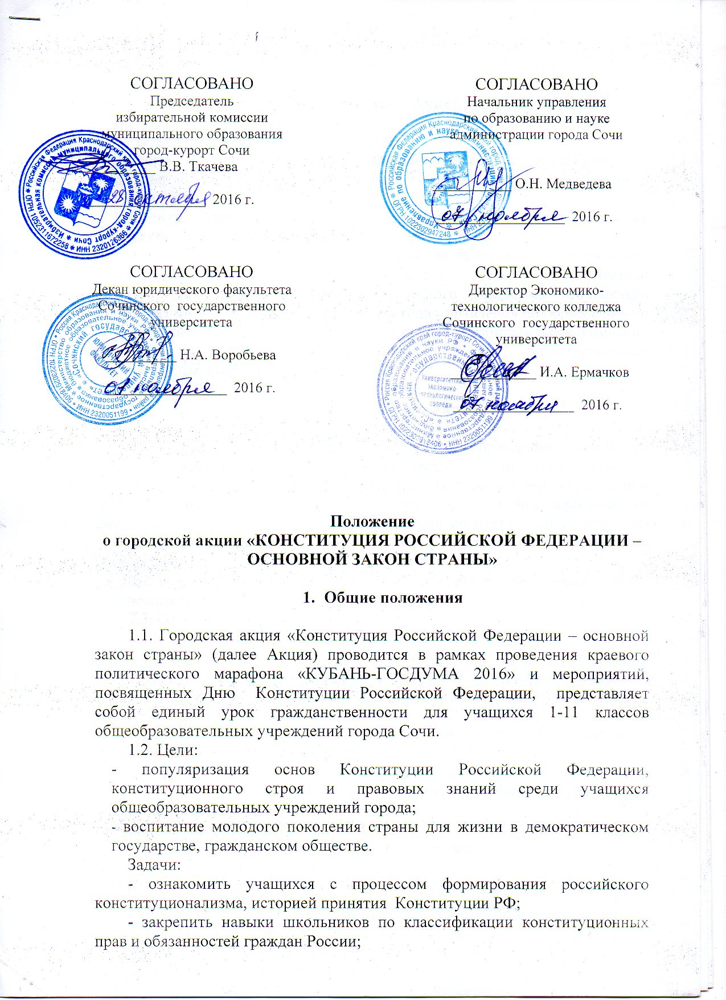 СОГЛАСОВАНО
Председатель
избирательной комиссии
муниципального образования
город-курорт Сочи
В.В. Ткачева
28 октября 2016 г.
СОГЛАСОВАНО
Начальник управления
по образованию и науке
администрации города Сочи
О.Н. Медведева
07 ноября 2016 г.
СОГЛАСОВАНО
Декан юридического факультета
Сочинского государственного
университета
Н.А. Воробьева
01 ноября 2016 г.
СОГЛАСОВАНО
Директор Экономико-
технологического колледжа
Сочинского государственного
университета
И.А. Ермачков
07 ноября 2016 г.
Положение
о городской акции «КОНСТИТУЦИЯ РОССИЙСКОЙ ФЕДЕРАЦИИ –
ОСНОВНОЙ ЗАКОН СТРАНЫ»
1. Общие положения
1.1. Городская акция «Конституция Российской Федерации – основной
закон страны» (далее Акция) проводится в рамках проведения краевого
политического марафона «КУБАНЬ-ГОСДУМА 2016» и мероприятий,
посвященных Дню Конституции Российской Федерации, представляет
собой единый урок гражданственности для учащихся 1-11 классов
общеобразовательных учреждений города Сочи.
1.2. Цели:
- популяризация основ Конституции Российской Федерации,
конституционного строя и правовых знаний среди учащихся
общеобразовательных учреждений города;
- воспитание молодого поколения страны для жизни в демократическом
государстве, гражданском обществе.
Задачи:
- ознакомить учащихся с процессом формирования российского
конституционализма, историей принятия Конституции РФ;
- закрепить навыки школьников по классификации конституционных
прав и обязанностей граждан России;